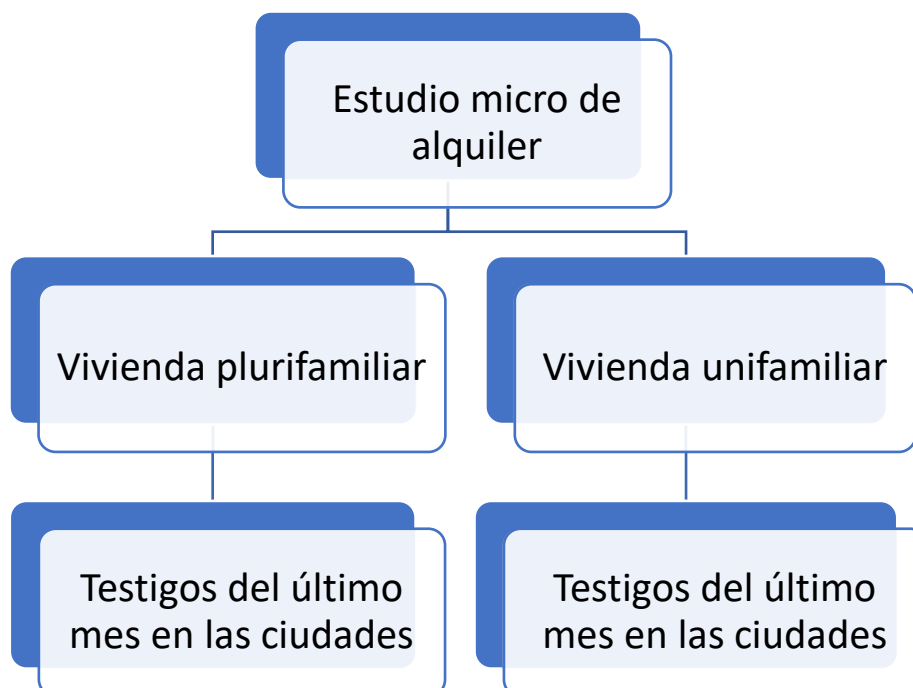 Estudio micro de
alquiler
Vivienda plurifamiliar
Vivienda unifamiliar
Testigos del último
mes en las ciudades
Testigos del último
mes en las ciudades